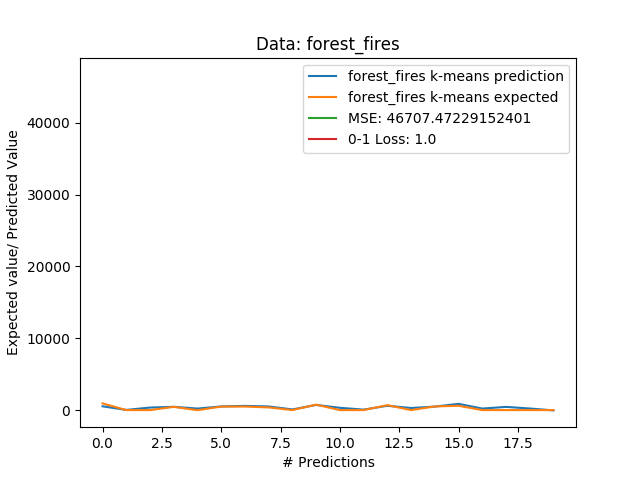 Data: forest_fires
forest_fires k-means prediction
forest_fires k-means expected
MSE: 46707.47229152401
0-1 Loss: 1.0
Expected value/ Predicted Value
40000
30000
20000
10000
0
0.0 2.5 5.0 7.5 10.0 12.5 15.0 17.5
# Predictions